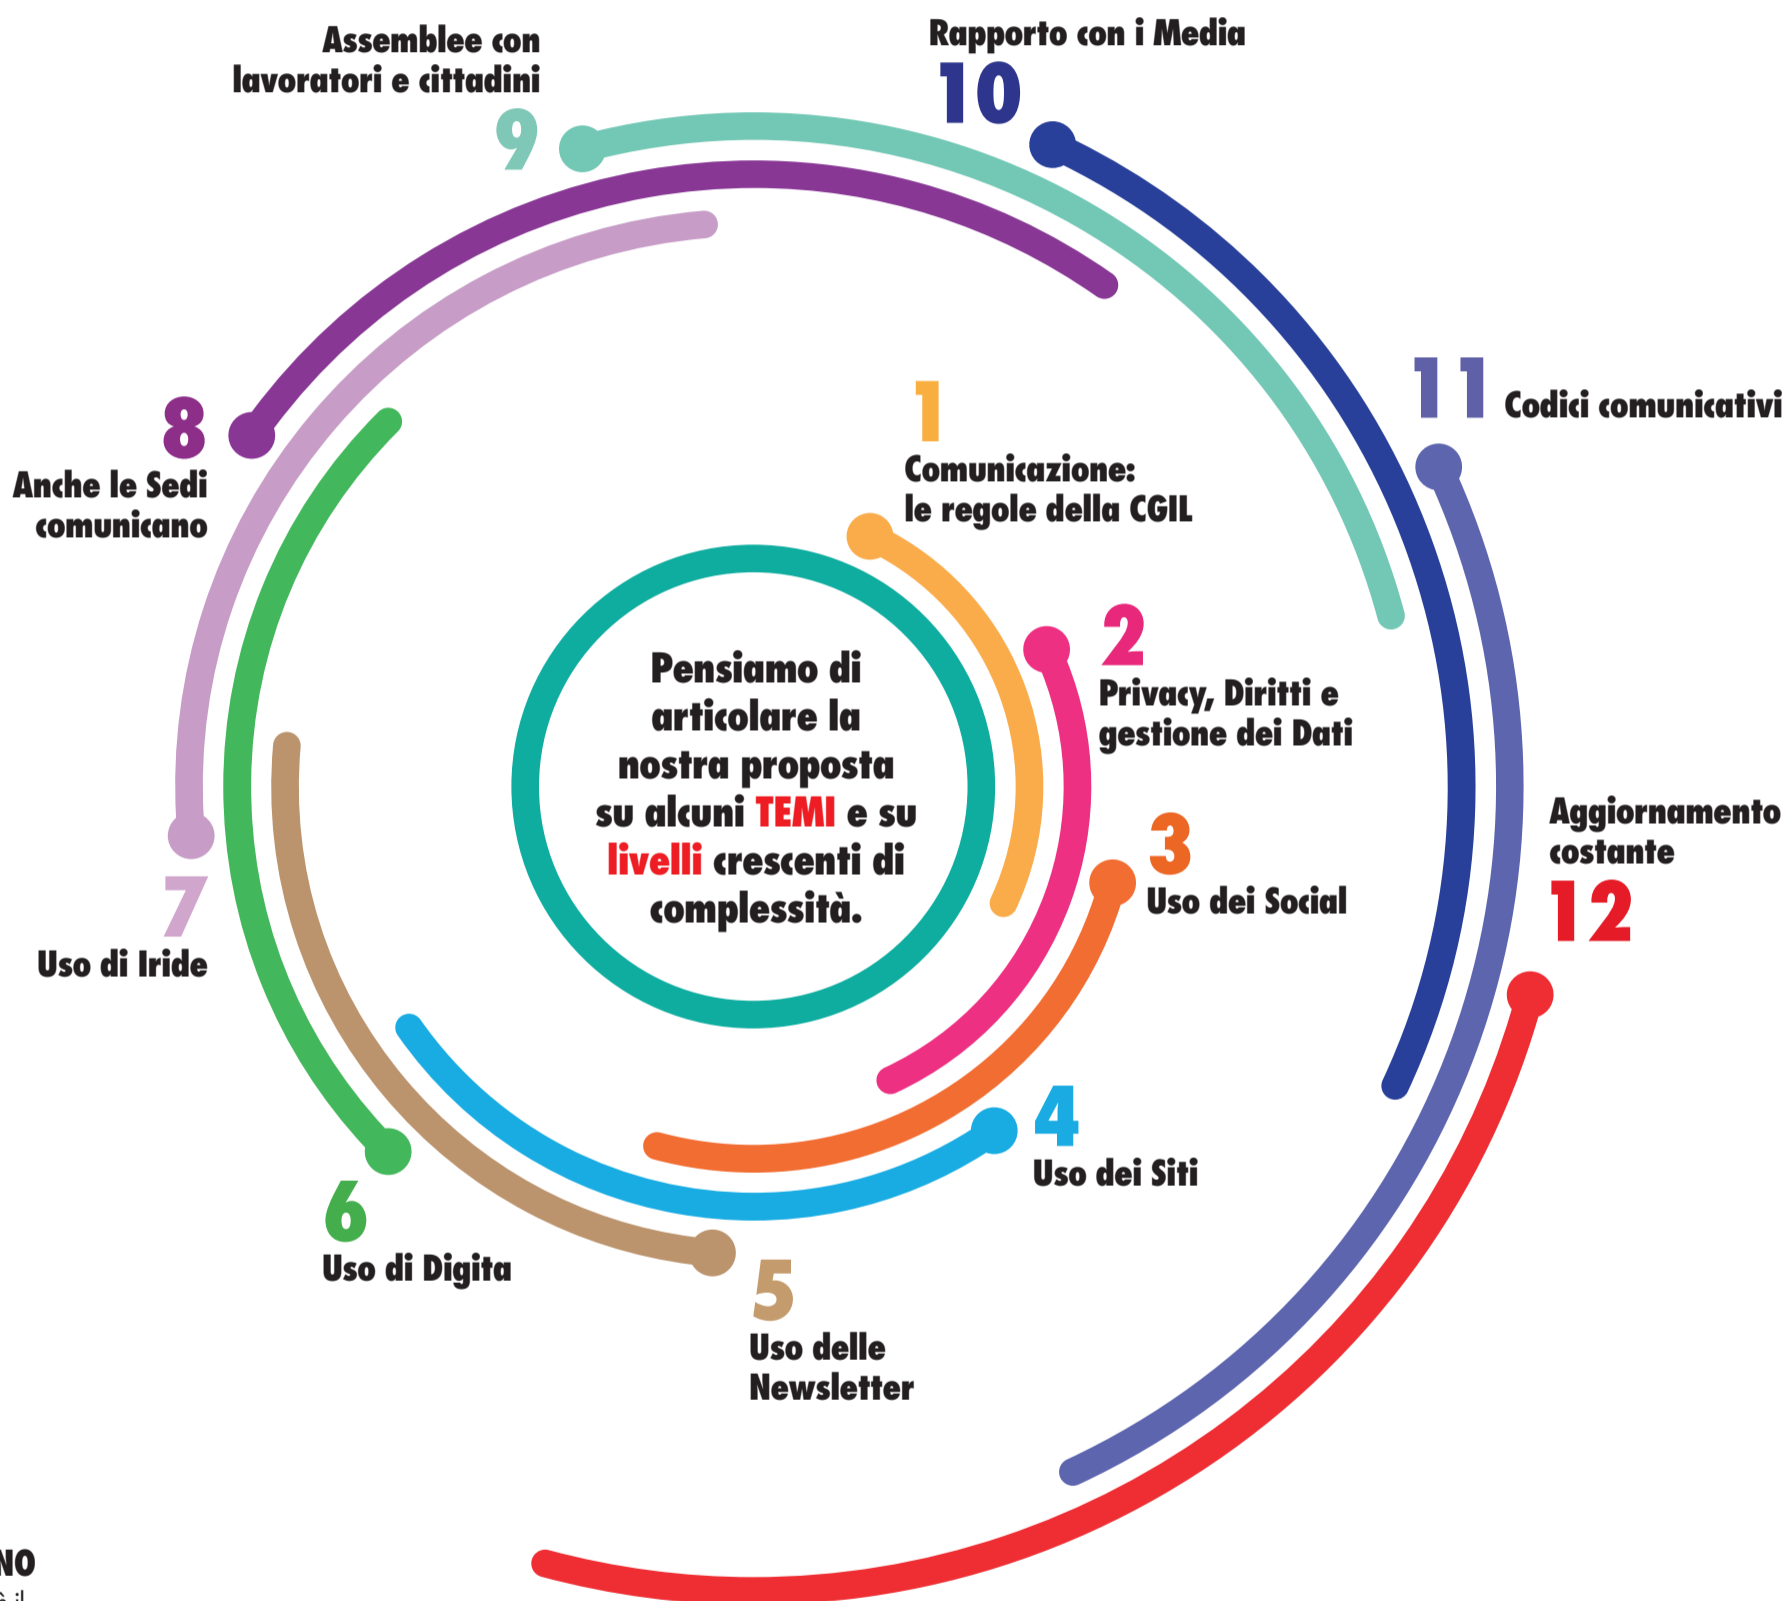 Assemblee con
lavoratori e cittadini
9
Rapporto con i Media
10
11
Codici comunicativi
8
Anche le Sedi
comunicano
1
Comunicazione:
le regole della CGIL
2
Privacy, Diritti e
gestione dei Dati
Pensiamo di
articolare la
nostra proposta
su alcuni TEMI e su
livelli crescenti di
complessità.
3
Uso dei Social
Aggiornamento
costante
12
7
Uso di Iride
4
Uso dei Siti
6
Uso di Digita
5
Uso delle
Newsletter
NO